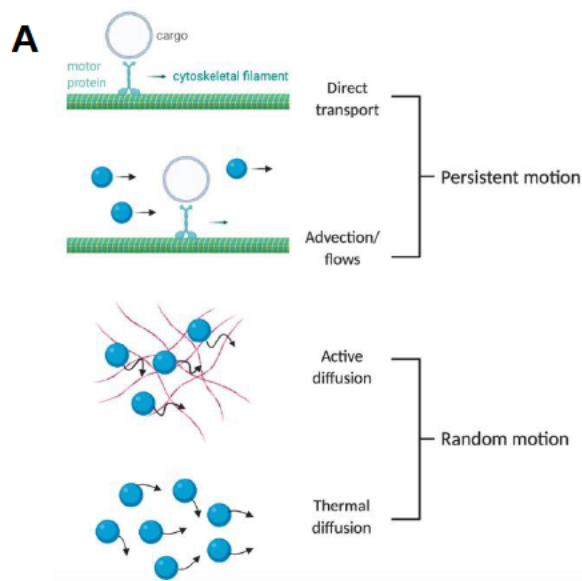 A
cargo
motor
protein
cytoskeletal filament
Direct
transport
Persistent motion
Advection/
flows
Active
diffusion
Random motion
Thermal
diffusion